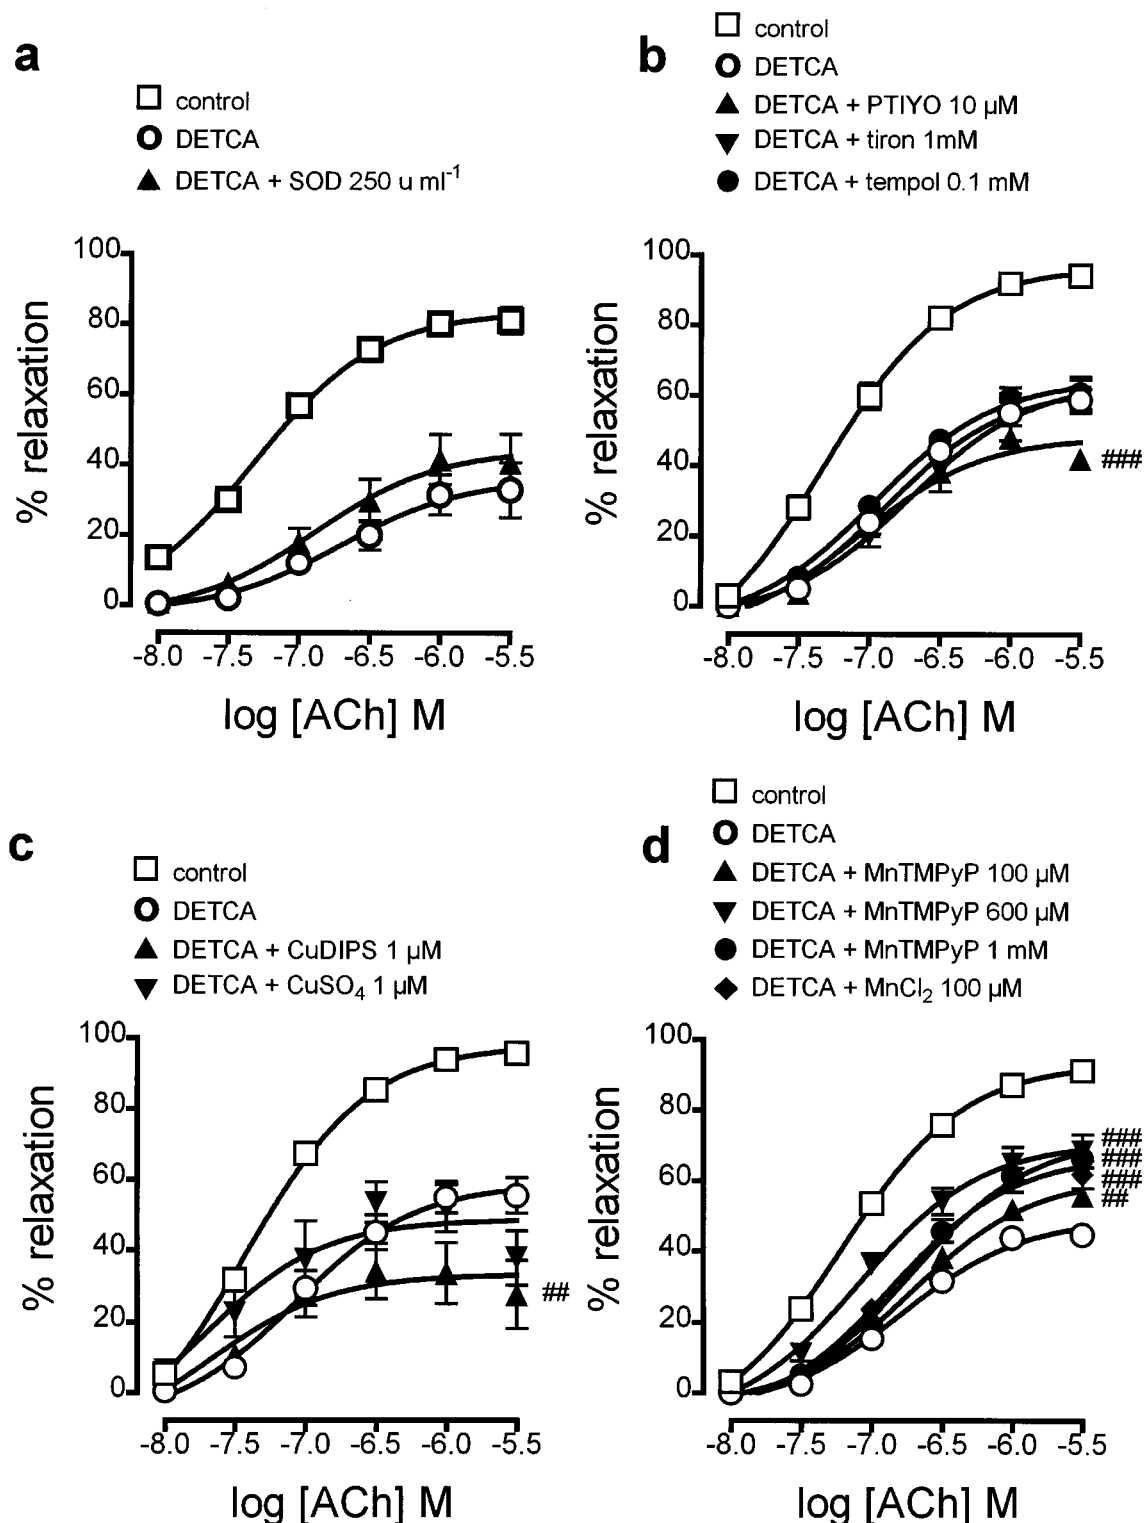 a
control
DETCA
DETCA + SOD 250 u ml⁻¹
100
80
60
40
20
0
% relaxation
-8.0 -7.5 -7.0 -6.5 -6.0 -5.5
log [ACh] M
b
control
DETCA
DETCA + PTIYO 10 µM
DETCA + tiron 1mM
DETCA + tempol 0.1 mM
100
80
60
40
20
0
% relaxation
###
-8.0 -7.5 -7.0 -6.5 -6.0 -5.5
log [ACh] M
c
control
DETCA
DETCA + CuDIPS 1 µM
DETCA + CuSO₄ 1 µM
100
80
60
40
20
0
% relaxation
##
-8.0 -7.5 -7.0 -6.5 -6.0 -5.5
log [ACh] M
d
control
DETCA
DETCA + MnTMPyP 100 µM
DETCA + MnTMPyP 600 µM
DETCA + MnTMPyP 1 mM
DETCA + MnCl₂ 100 µM
100
80
60
40
20
0
% relaxation
###
###
###
##
-8.0 -7.5 -7.0 -6.5 -6.0 -5.5
log [ACh] M